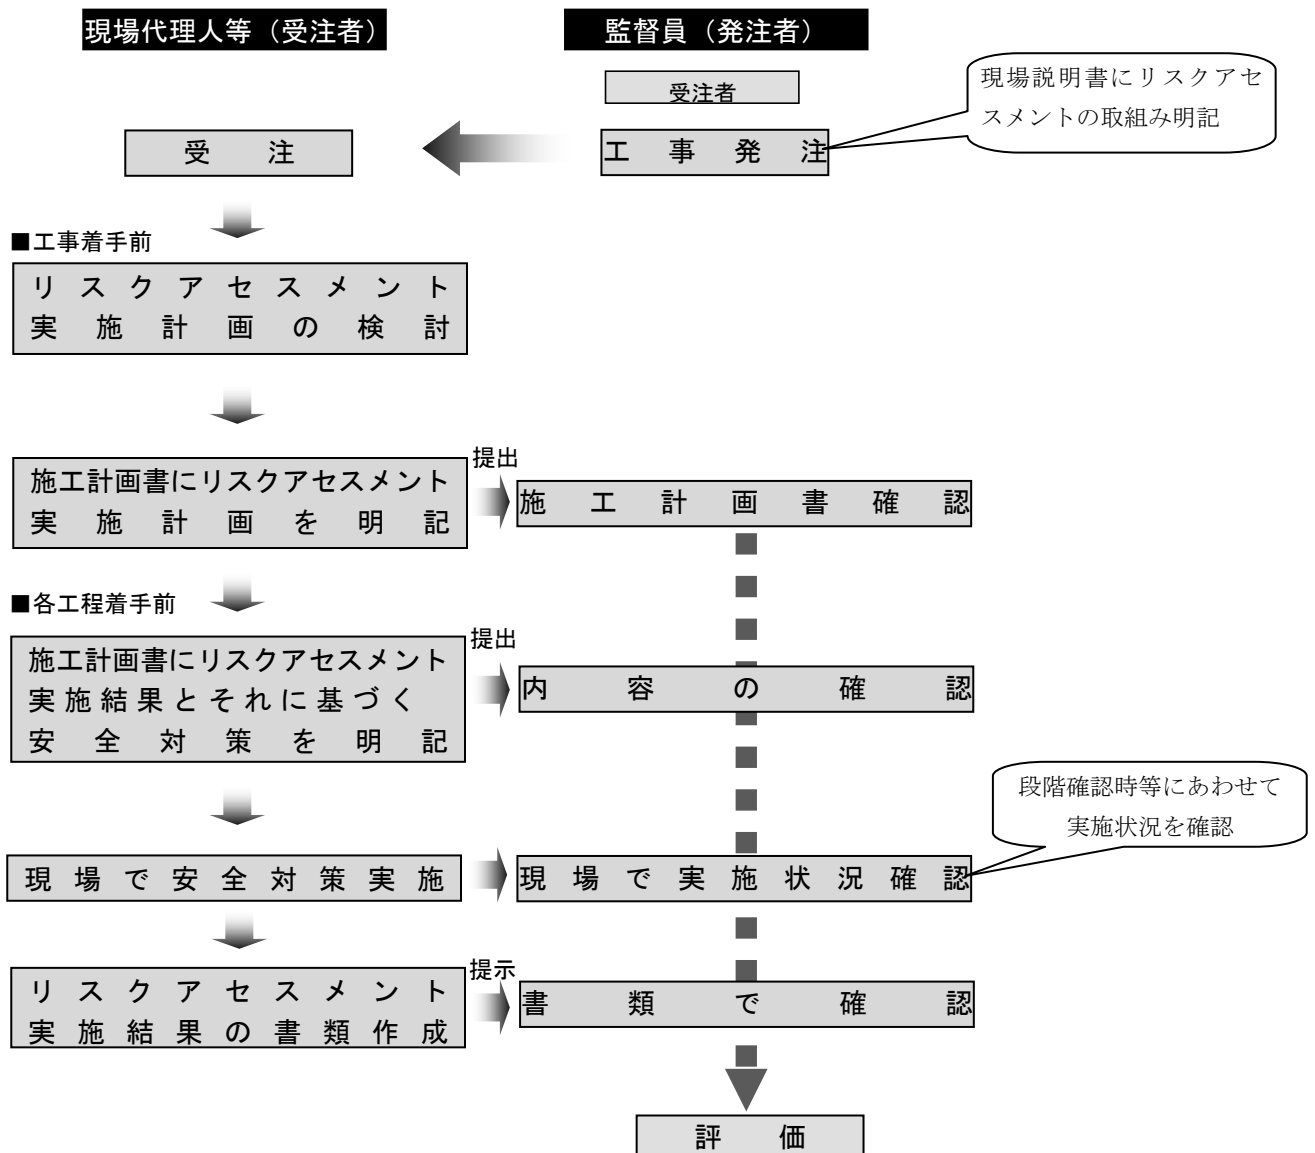 現場代理人等（受注者）
監督員（発注者）
受注者
現場説明書にリスクアセ
スメントの取組み明記
受注
工事発注
■工事着手前
リスクアセスメント
実施計画の検討
施工計画書にリスクアセスメント
実施計画を明記
提出
施工計画書確認
■各工程着手前
施工計画書にリスクアセスメント
実施結果とそれに基づく
安全対策を明記
提出
内容の確認
段階確認時等にあわせて
実施状況を確認
現場で安全対策実施
現場で実施状況確認
リスクアセスメント
実施結果の書類作成
提示
書類で確認
評価